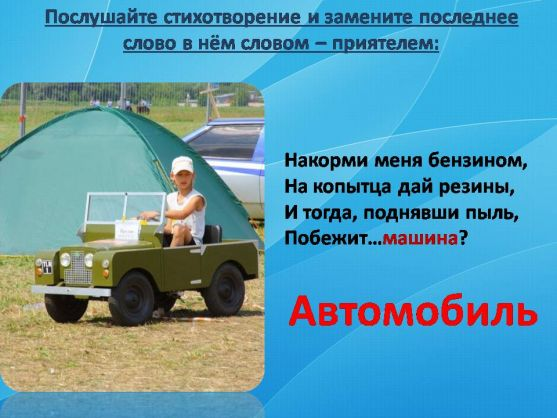 Послушайте стихотворение и замените последнее
слово в нём словом – приятелем:
Накорми меня бензином,
На копытца дай резины,
И тогда, поднявши пыль,
Побежит…машина?
Автомобиль